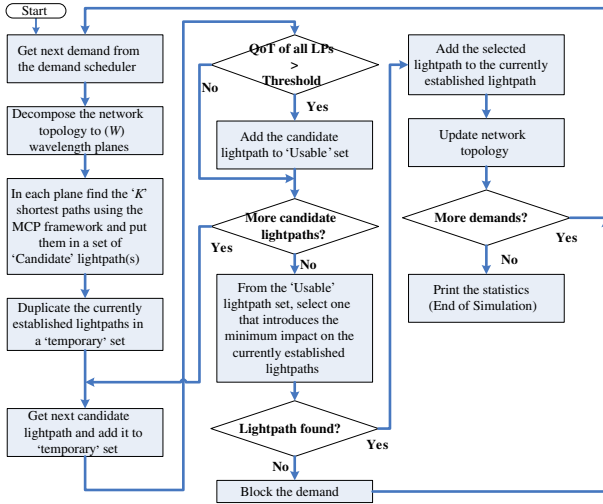 Start
Get next demand from
the demand scheduler
Decompose the network
topology to (W)
wavelength planes
In each plane find the 'K'
shortest paths using the
MCP framework and put
them in a set of
'Candidate' lightpath(s)
Duplicate the currently
established lightpaths in
a 'temporary' set
Get next candidate
lightpath and add it to
'temporary' set
QoT of all LPs
>
Threshold
No
Yes
Add the candidate
lightpath to 'Usable' set
More candidate
lightpaths?
Yes
No
From the 'Usable'
lightpath set, select one
that introduces the
minimum impact on the
currently established
lightpaths
Lightpath found?
Yes
No
Block the demand
Add the selected
lightpath to the currently
established lightpath
Update network
topology
More demands?
Yes
No
Print the statistics
(End of Simulation)